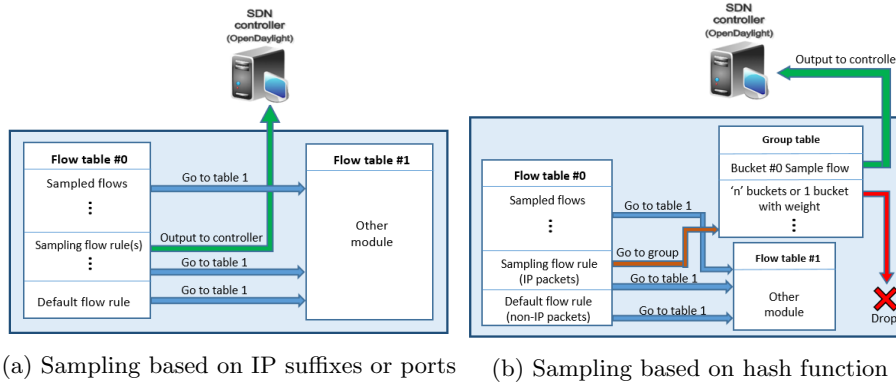 SDN
controller
(OpenDaylight)
Flow table #0
Sampled flows
Go to table 1
Flow table #1
Other
module
Output to controller
Sampling flow rule(s)
Go to table 1
Go to table 1
Default flow rule
(a) Sampling based on IP suffixes or ports
SDN
controller
(OpenDaylight)
Output to controlle
Group table
Bucket #0 Sample flow
'n' buckets or 1 bucket
with weight
Flow table #0
Sampled flows
Go to table 1
Go to group
Sampling flow rule
(IP packets)
Go to table 1
Default flow rule
(non-IP packets)
Go to table 1
Flow table #1
Other
module
Drop
(b) Sampling based on hash function